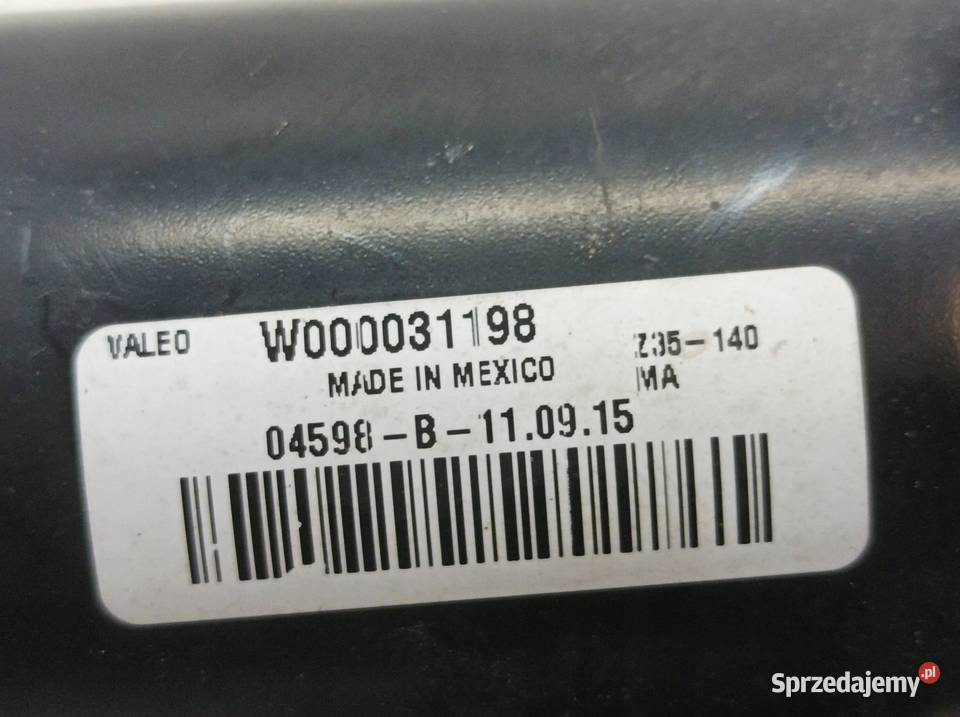 VALEO W000031198 Z35-140
MADE IN MEXICO MA
04598-B-11.09.15
Sprzedajemy.pl